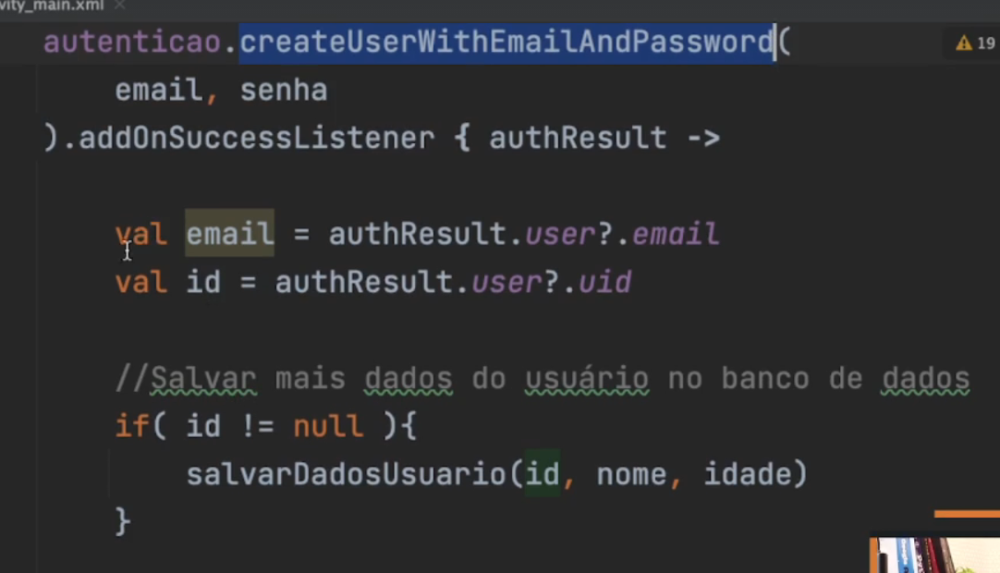 vity_main.xml
autenticao.createUserWithEmailAndPassword(
19
email, senha
).addOnSuccessListener { authResult ->
val email = authResult.user?.email
val id = authResult.user?.uid
//Salvar mais dados do usuário no banco de dados
if( id != null ){
salvarDadosUsuario(id, nome, idade)
}